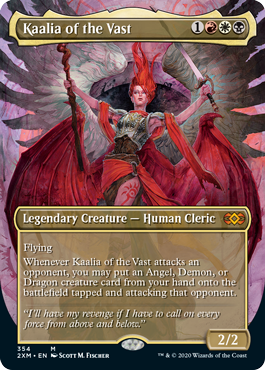 Kaalia of the Vast 1
Legendary Creature — Human Cleric
Flying
Whenever Kaalia of the Vast attacks an
opponent, you may put an Angel, Demon, or
Dragon creature card from your hand onto the
battlefield tapped and attacking that opponent.
"I'll have my revenge if I have to call on every
force from above and below."
2/2
354 M
2XM • EN Scott M. Fischer ™ & © 2020 Wizards of the Coast